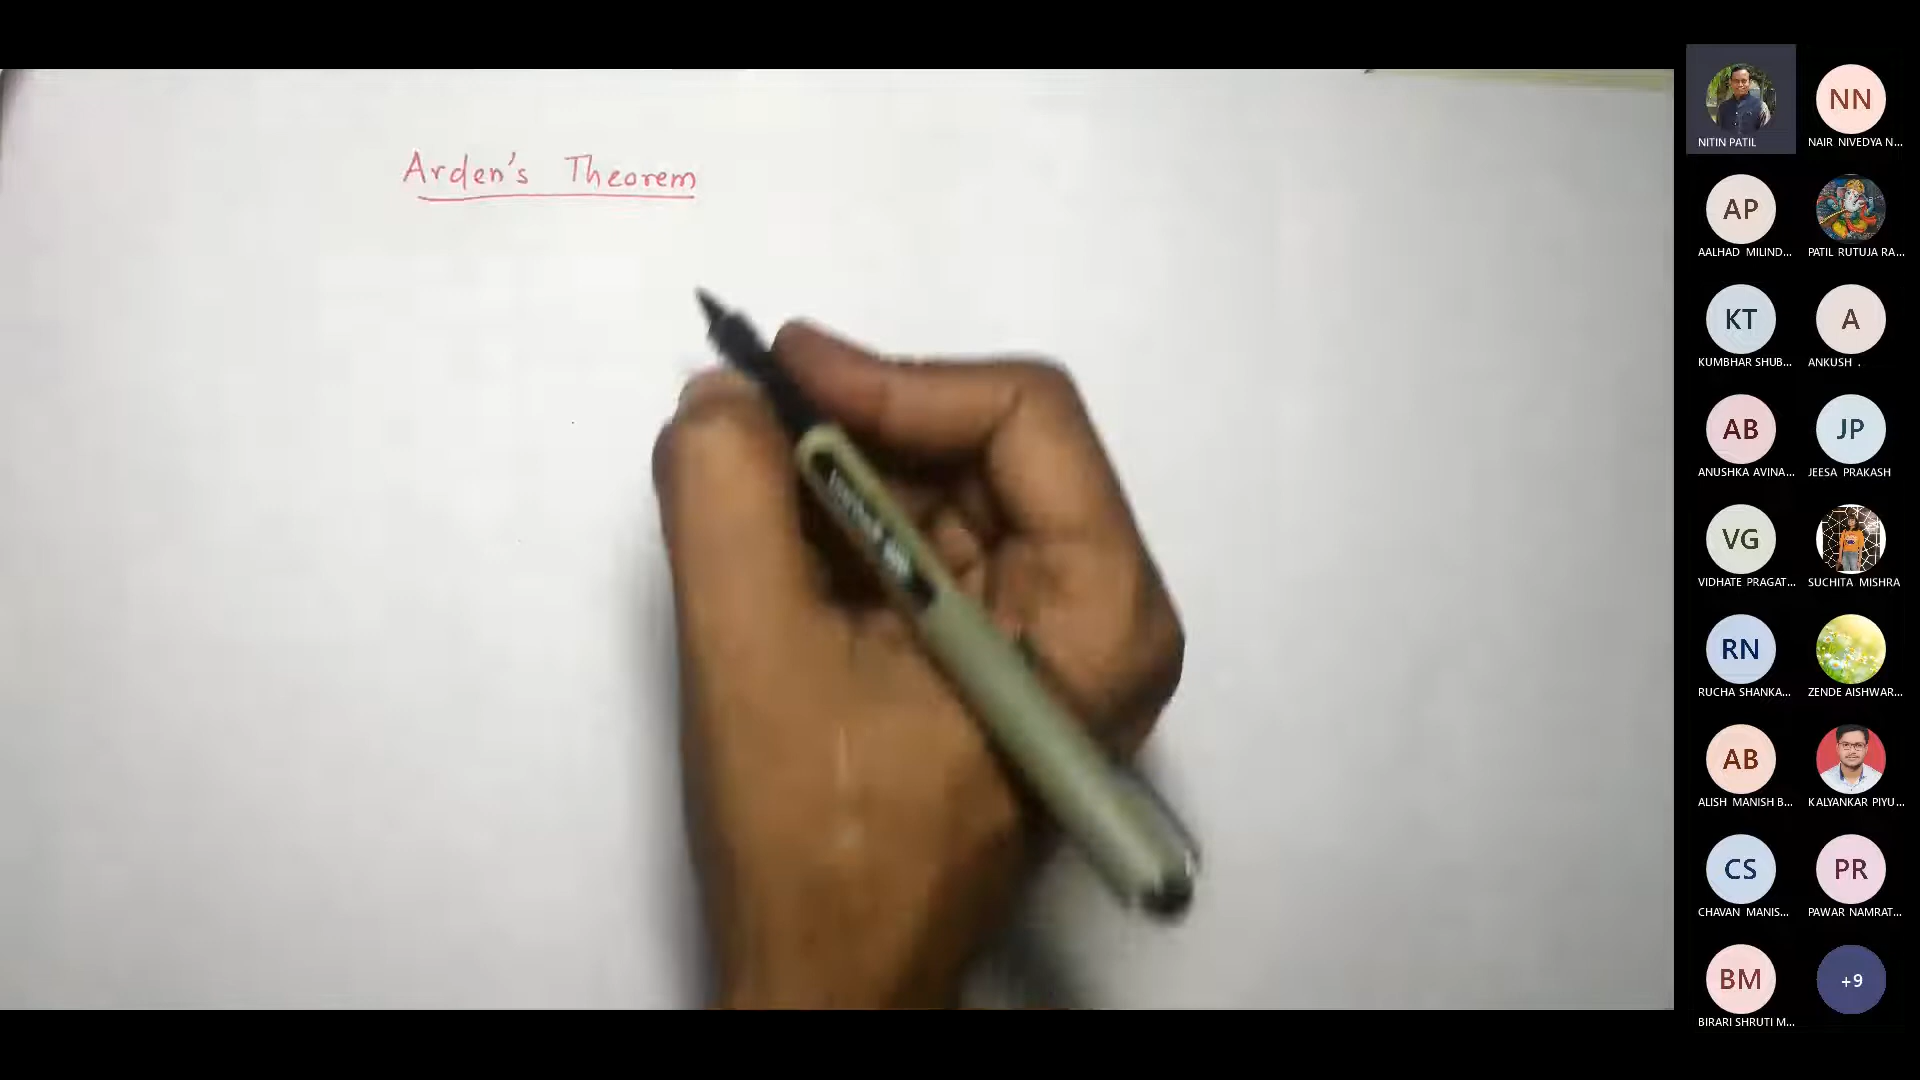 Arden's Theorem
NITIN PATIL
NN
NAIR NIVEDYA N...
AP
AALHAD MILIND...
PATIL RUTUJA RA...
KT
KUMBHAR SHUB...
A
ANKUSH .
AB
ANUSHKA AVINA...
JP
JEESA PRAKASH
VG
VIDHATE PRAGAT...
SUCHITA MISHRA
RN
RUCHA SHANKA...
ZENDE AISHWAR...
AB
ALISH MANISH B...
KALYANKAR PIYU...
CS
CHAVAN MANIS...
PR
PAWAR NAMRAT...
BM
BIRARI SHRUTI M...
+9